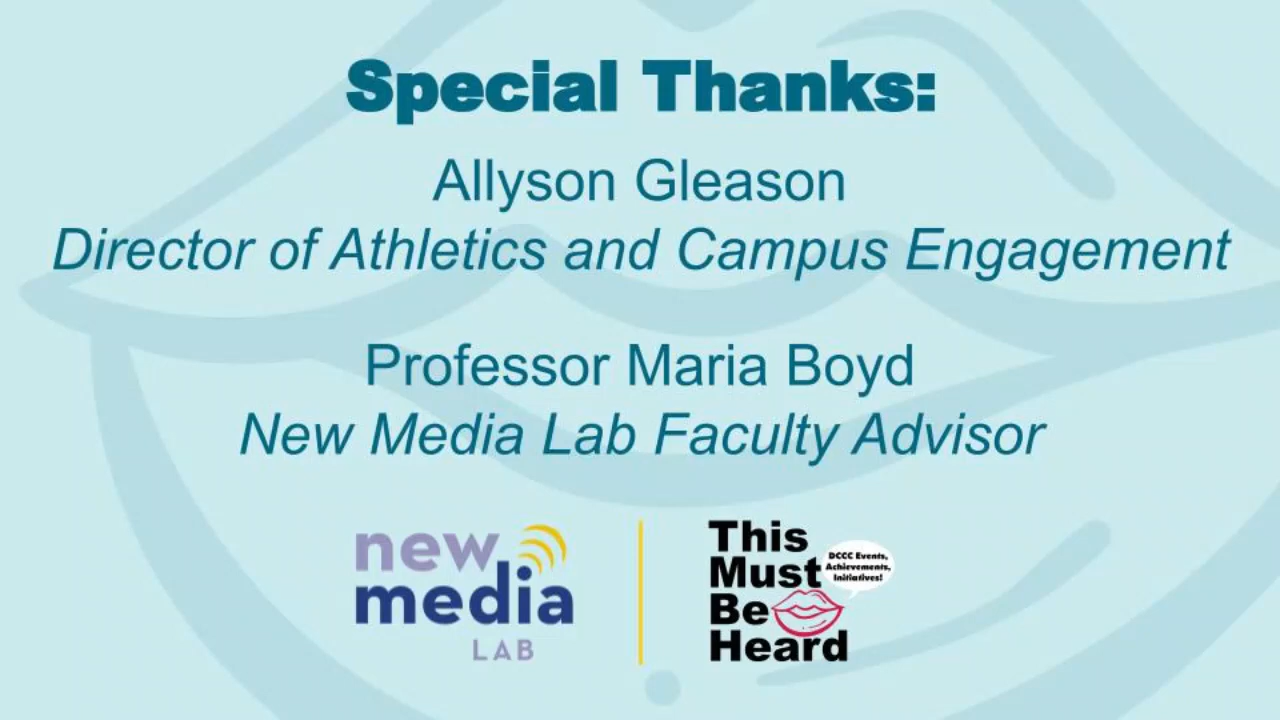 Special Thanks:
Allyson Gleason
Director of Athletics and Campus Engagement
Professor Maria Boyd
New Media Lab Faculty Advisor
new
media
LAB
This
Must
Be
Heard
DCCC Events,
Achievements,
Initiatives!